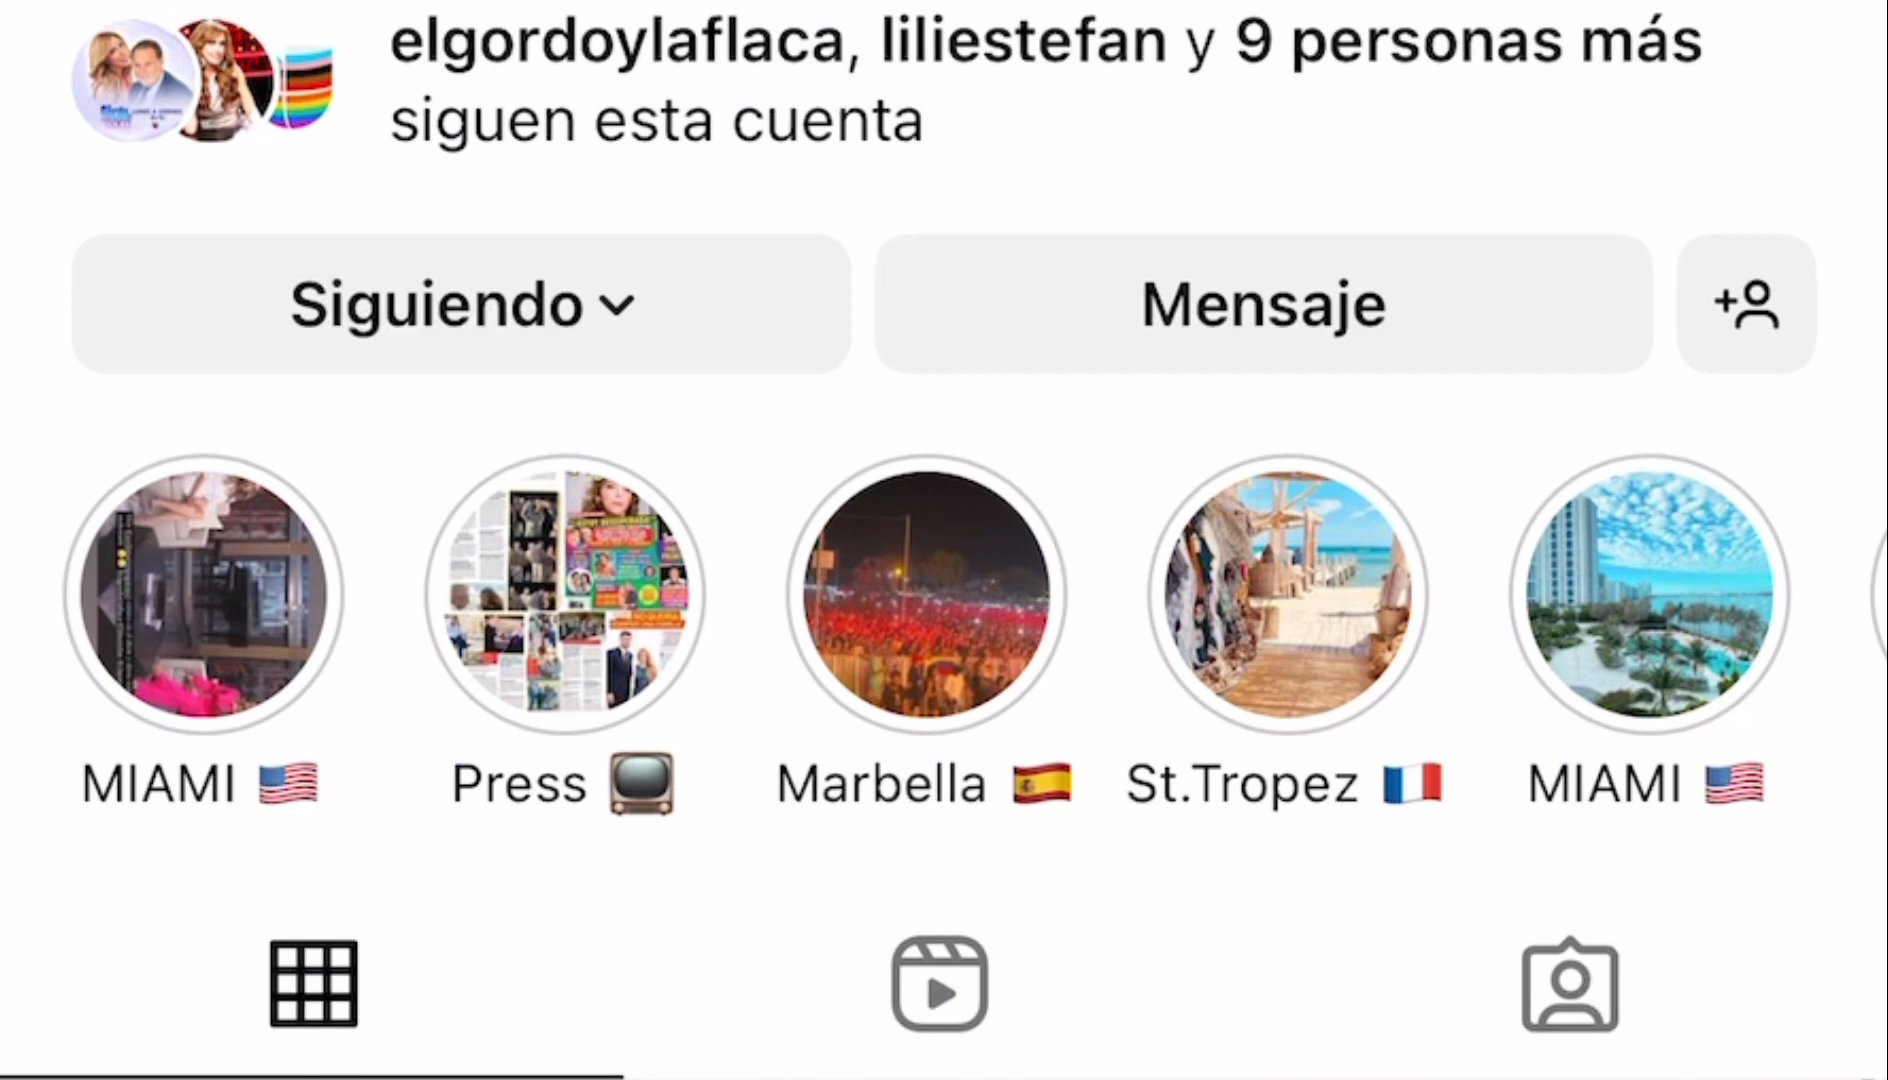 elgordoylaflaca, liliestefan y 9 personas más
siguen esta cuenta
Siguiendo
Mensaje
MIAMI 🇺🇸
Press 📺
Marbella 🇪🇸
St.Tropez 🇫🇷
MIAMI 🇺🇸